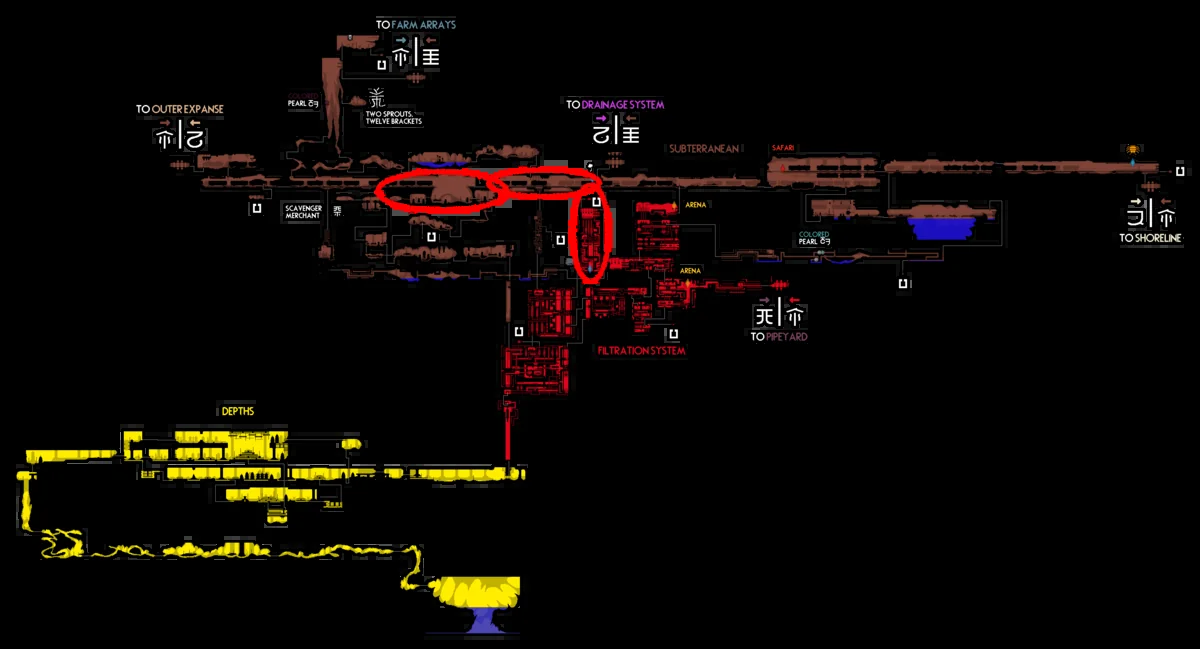 TO FARM ARRAYS
COLORED
PEARL
TWO SPROUTS,
TWELVE BRACKETS
TO OUTER EXPANSE
TO DRAINAGE SYSTEM
SUBTERRANEAN
SAFARI
SCAVENGER
MERCHANT
ARENA
COLORED
PEARL
TO SHORELINE
ARENA
TO PIPEYARD
FILTRATION SYSTEM
DEPTHS